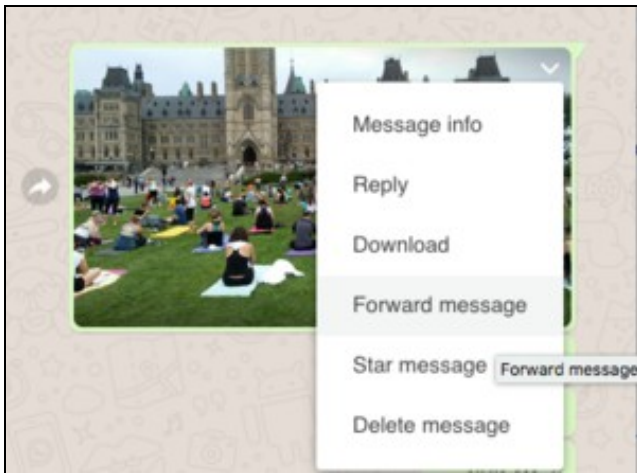 Message info
Reply
Download
Forward message
Star message
Forward message
Delete message